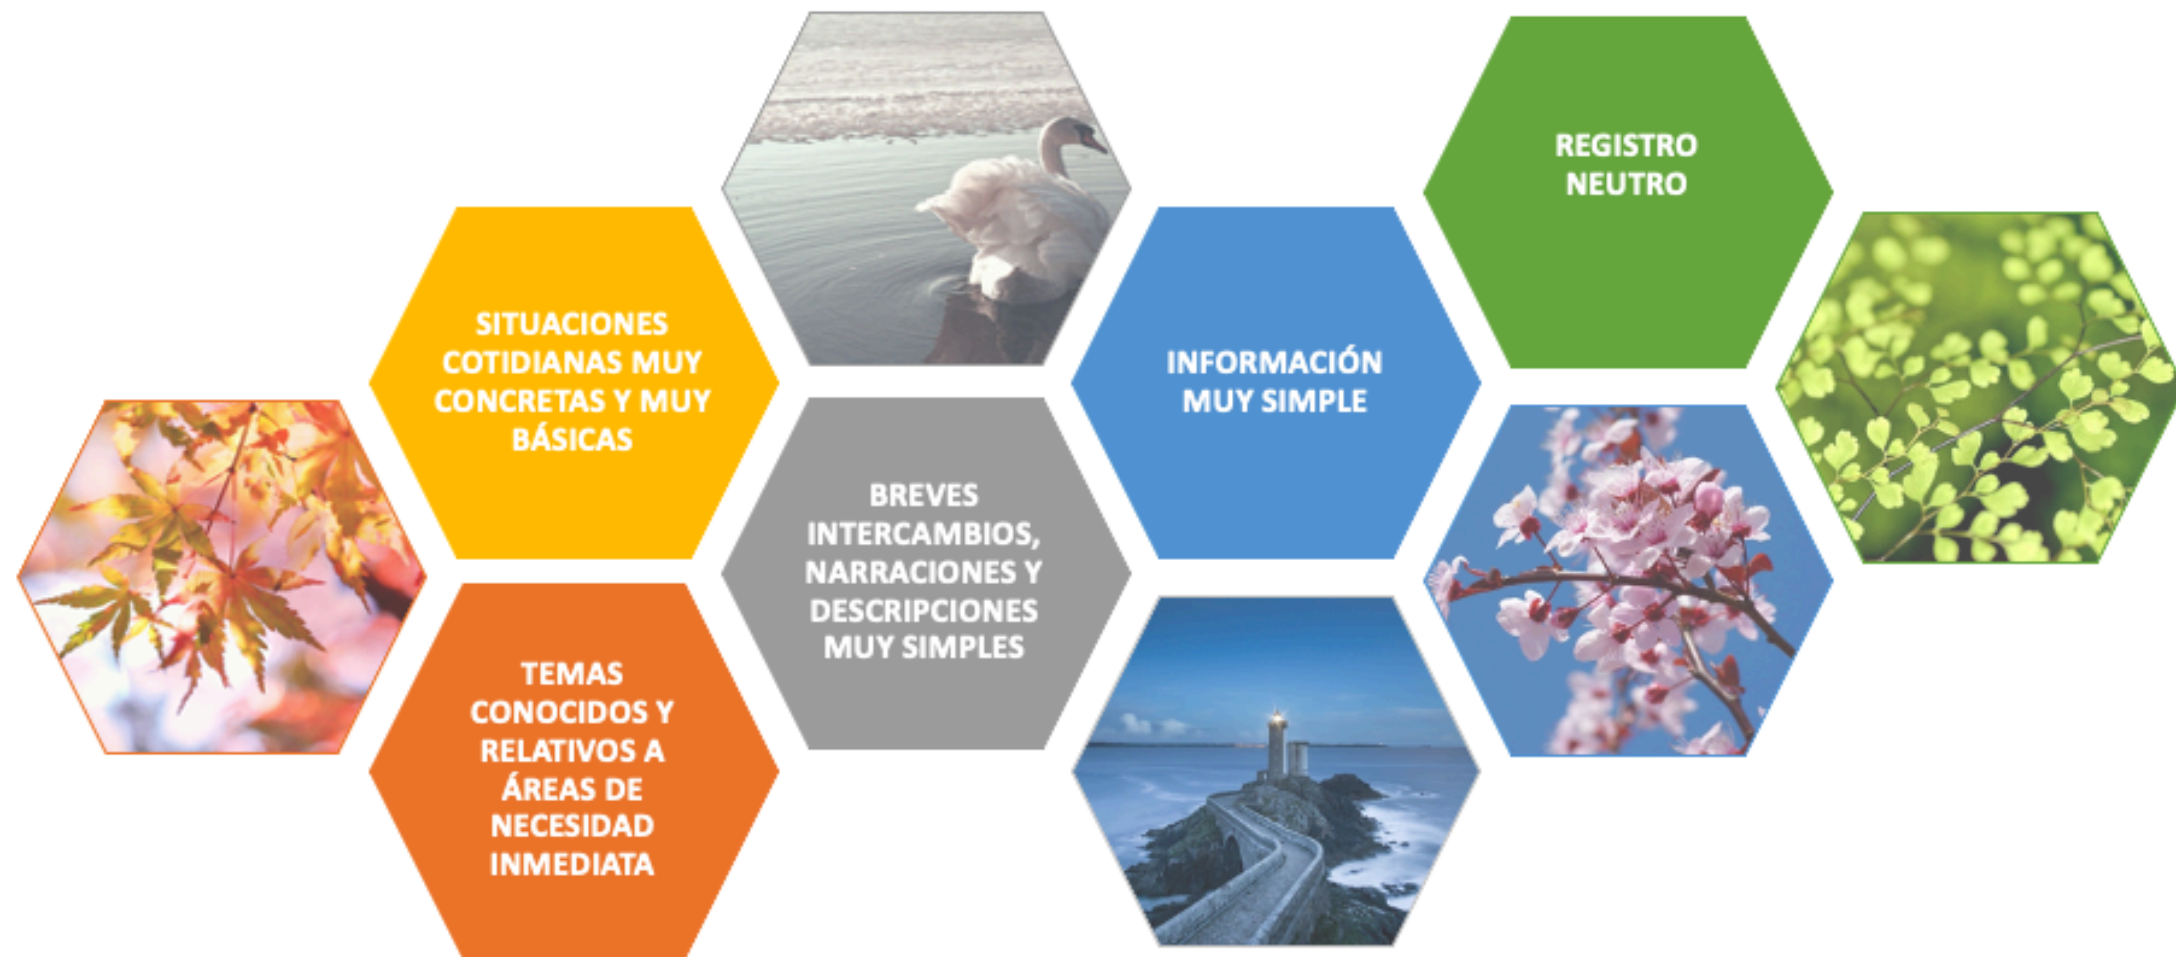 SITUACIONES
COTIDIANAS MUY
CONCRETAS Y MUY
BÁSICAS
TEMAS
CONOCIDOS Y
RELATIVOS A
ÁREAS DE
NECESIDAD
INMEDIATA
BREVES
INTERCAMBIOS,
NARRACIONES Y
DESCRIPCIONES
MUY SIMPLES
INFORMACIÓN
MUY SIMPLE
REGISTRO
NEUTRO